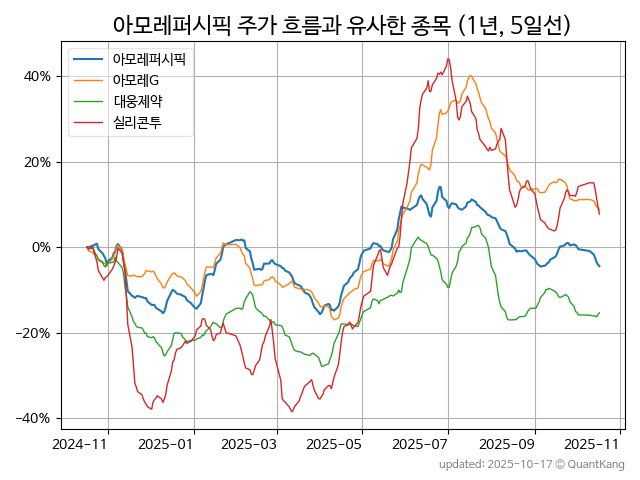 아모레퍼시픽 주가 흐름과 유사한 종목 (1년, 5일선)
아모레퍼시픽
아모레G
대웅제약
실리콘투
40%
20%
0%
−20%
−40%
2024-11 2025-01 2025-03 2025-05 2025-07 2025-09 2025-11
updated: 2025-10-17 © QuantKang